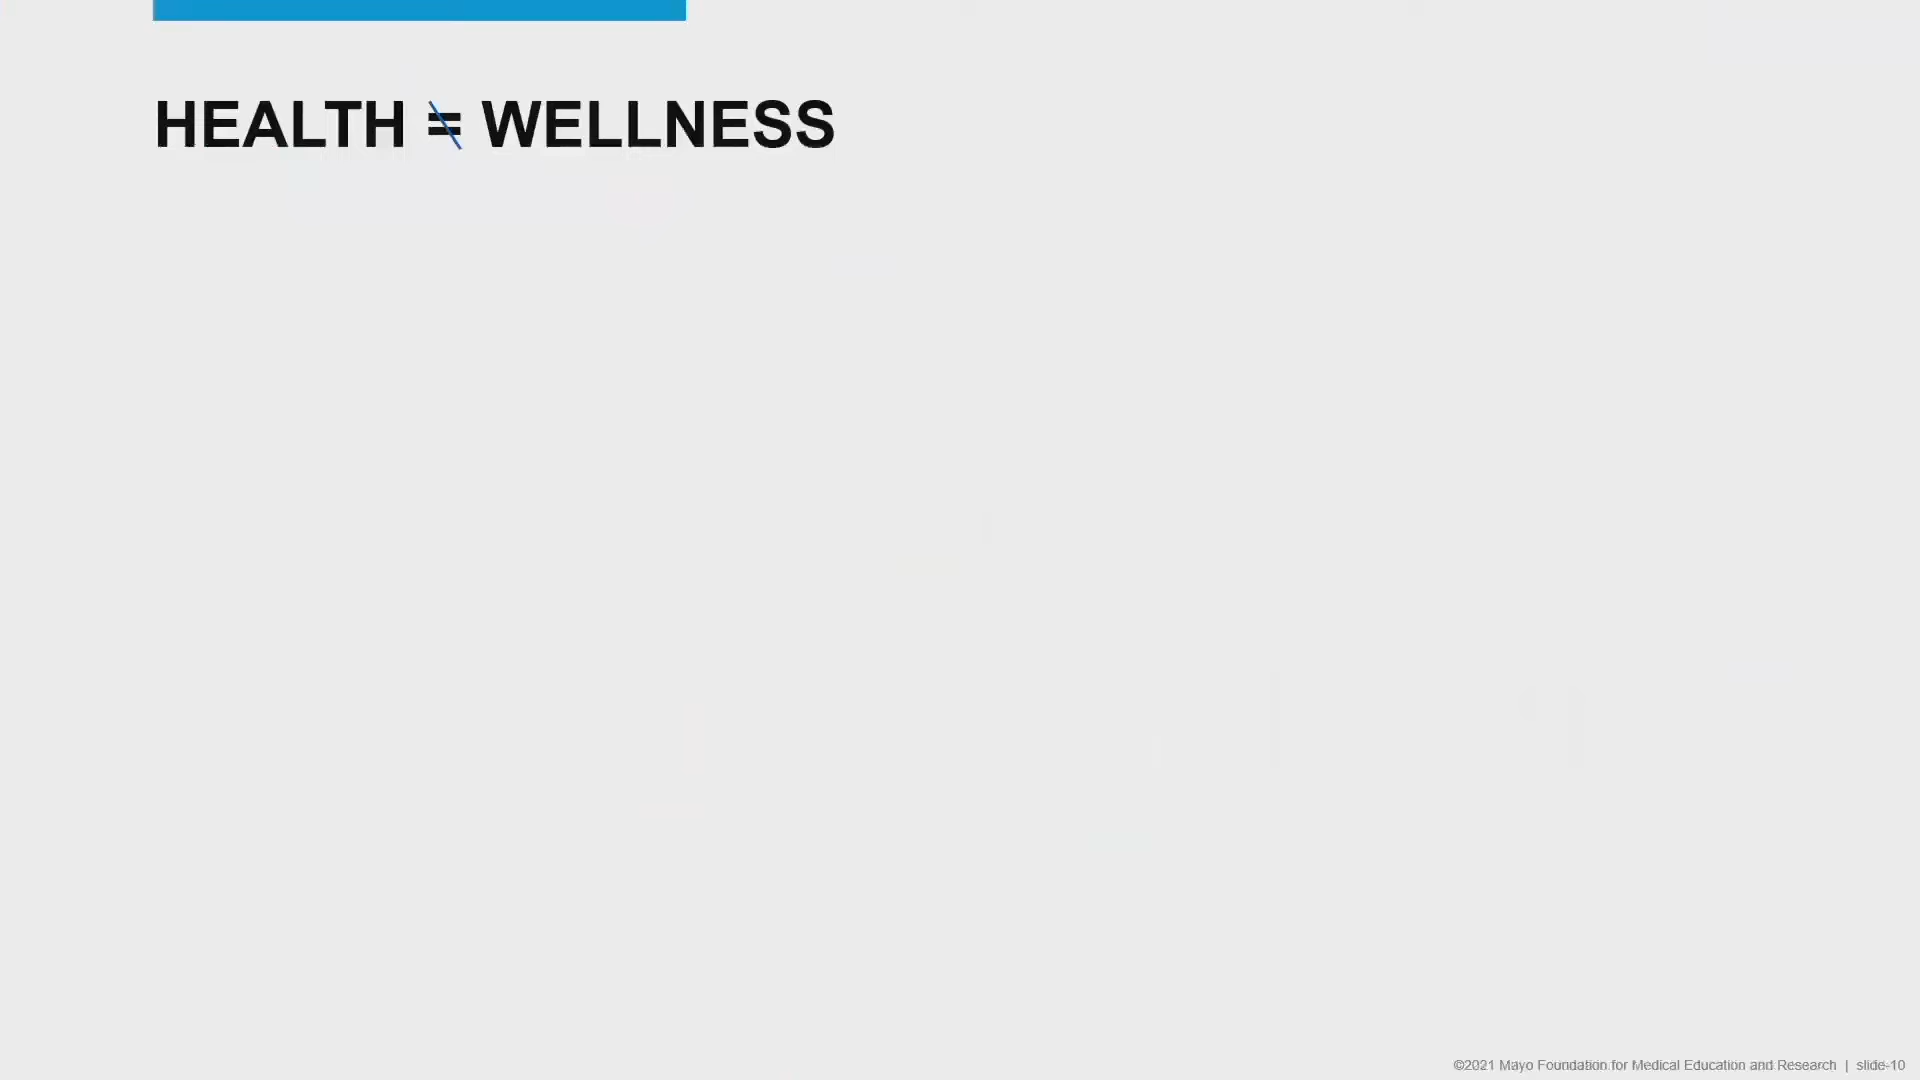 HEALTH ≠ WELLNESS
©2021 Mayo Foundation for Medical Education and Research | slide-10